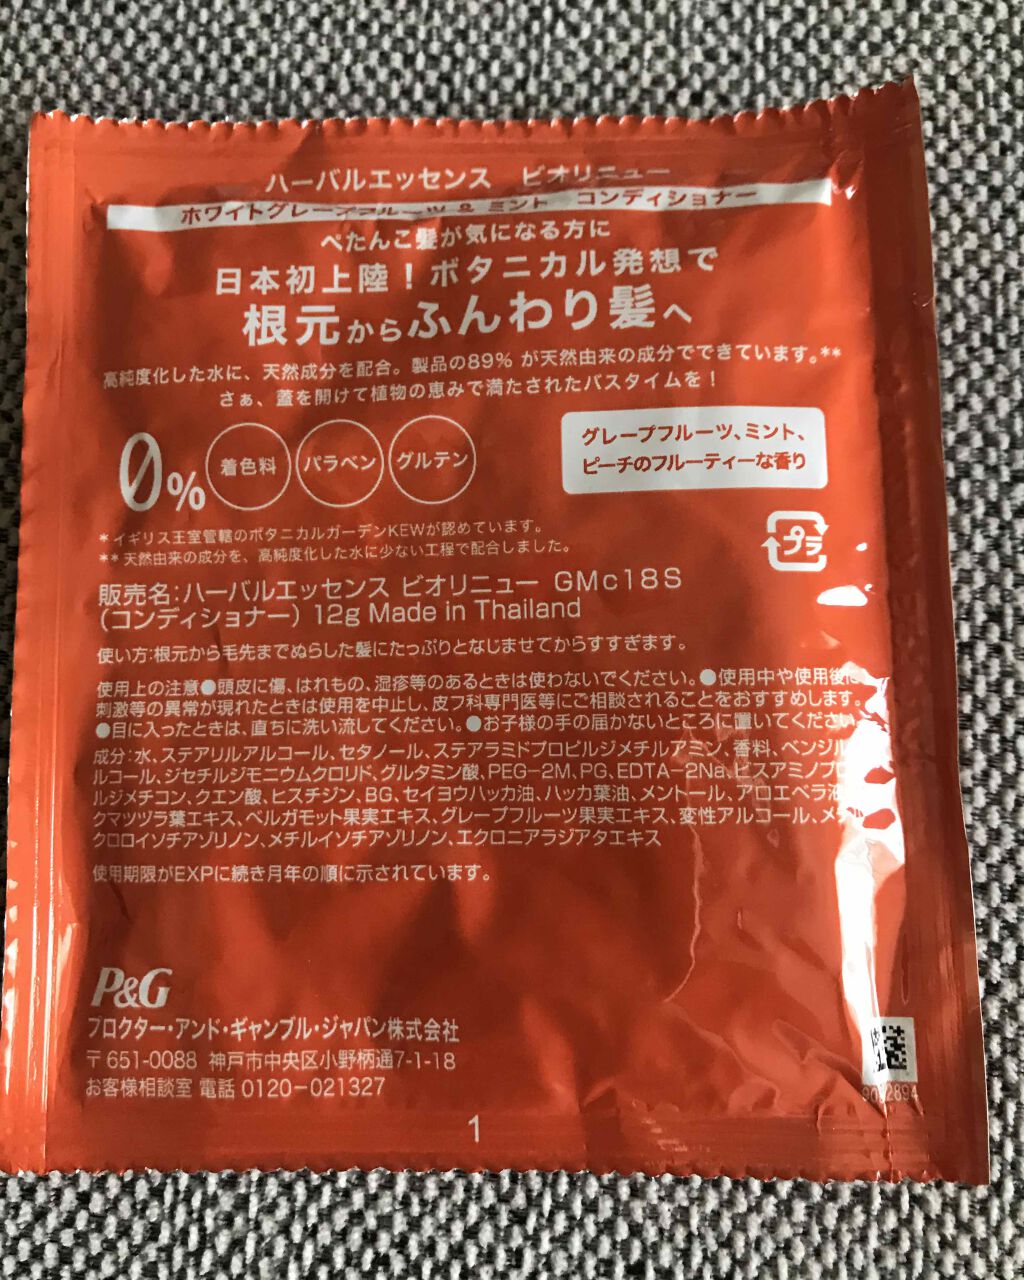 ハーバルエッセンス ビオリニュー
ホワイトグレープフルーツ & ミント コンディショナー
ぺたんこ髪が気になる方に
日本初上陸！ボタニカル発想で
根元からふんわり髪へ
高純度化した水に、天然成分を配合。製品の89% が天然由来の成分でできています。**
さぁ、蓋を開けて植物の恵みで満たされたバスタイムを！
0% 着色料 パラベン グルテン
グレープフルーツ、ミント、
ピーチのフルーティーな香り
*イギリス王室管轄のボタニカルガーデンKEWが認めています。
**天然由来の成分を、高純度化した水に少ない工程で配合しました。
プラ
販売名:ハーバルエッセンス ビオリニュー GMc18S
(コンディショナー) 12g Made in Thailand
使い方:根元から毛先までぬらした髪にたっぷりとなじませてからすすぎます。
使用上の注意●頭皮に傷、はれもの、湿疹等のあるときは使わないでください。●使用中や使用後に
刺激等の異常が現れたときは使用を中止し、皮フ科専門医等にご相談されることをおすすめします。
●目に入ったときは、直ちに洗い流してください。●お子様の手の届かないところに置いてください
成分:水、ステアリルアルコール、セタノール、ステアラミドプロピルジメチルアミン、香料、ベンジル
ルコール、ジセチルジモニウムクロリド、グルタミン酸、PEG-2M、PG、EDTA-2Na、ビスアミノプロ
ルジメチコン、クエン酸、ヒスチジン、BG、セイヨウハッカ油、ハッカ葉油、メントール、アロエベラ液
クマツヅラ葉エキス、ベルガモット果実エキス、グレープフルーツ果実エキス、変性アルコール、メチル
クロロイソチアゾリノン、メチルイソチアゾリノン、エクロニアラジアタエキス
使用期限がEXPに続き月年の順に示されています。
P&G
プロクター・アンド・ギャンブル・ジャパン株式会社
〒651-0088 神戸市中央区小野柄通7-1-18
お客様相談室 電話 0120-021327
1